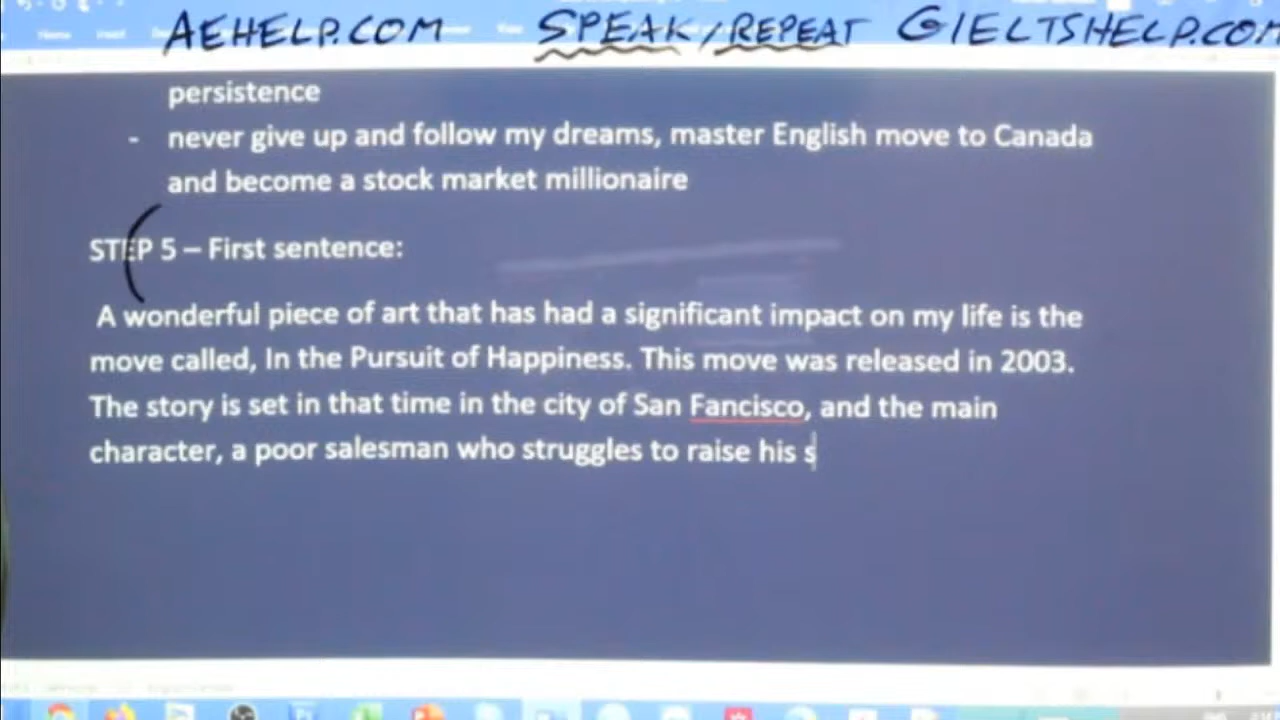 AEHELP.COM SPEAK/REPEAT GIELTSHELP.COM
persistence
- never give up and follow my dreams, master English move to Canada
and become a stock market millionaire
STEP 5 – First sentence:
A wonderful piece of art that has had a significant impact on my life is the
move called, In the Pursuit of Happiness. This move was released in 2003.
The story is set in that time in the city of San Fancisco, and the main
character, a poor salesman who struggles to raise his s